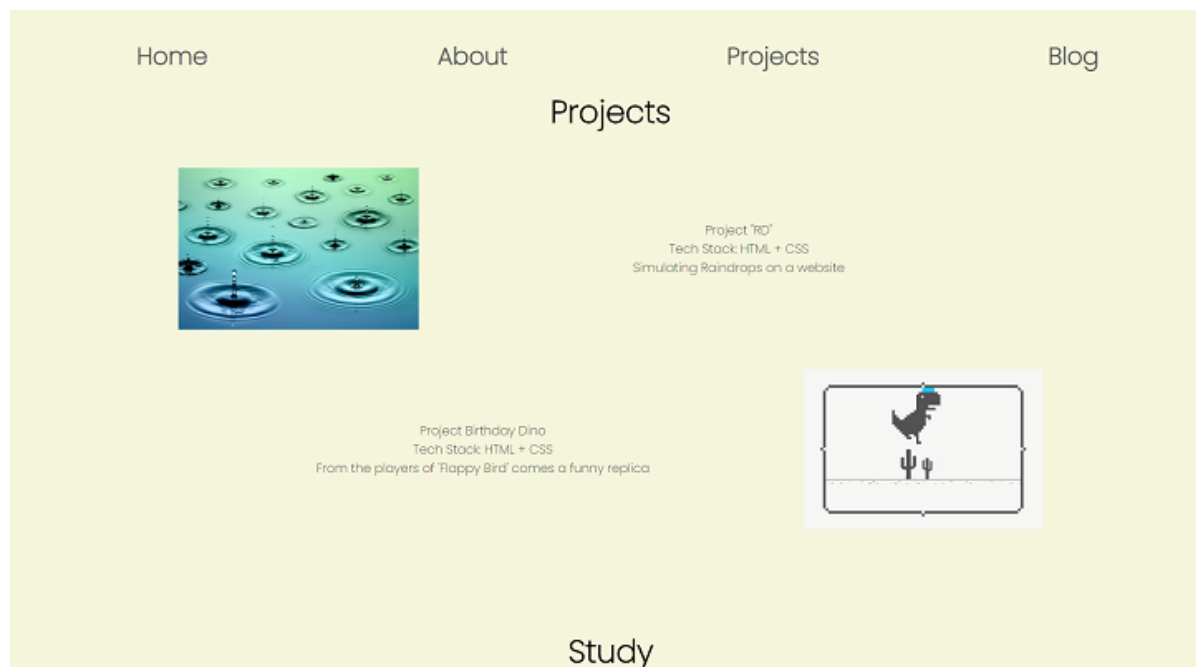 Home
About
Projects
Blog
Projects
Project "RD"
Tech Stack: HTML + CSS
Simulating Raindrops on a website
Project Birthday Dino
Tech Stack: HTML + CSS
From the players of 'Flappy Bird' comes a funny replica
Study